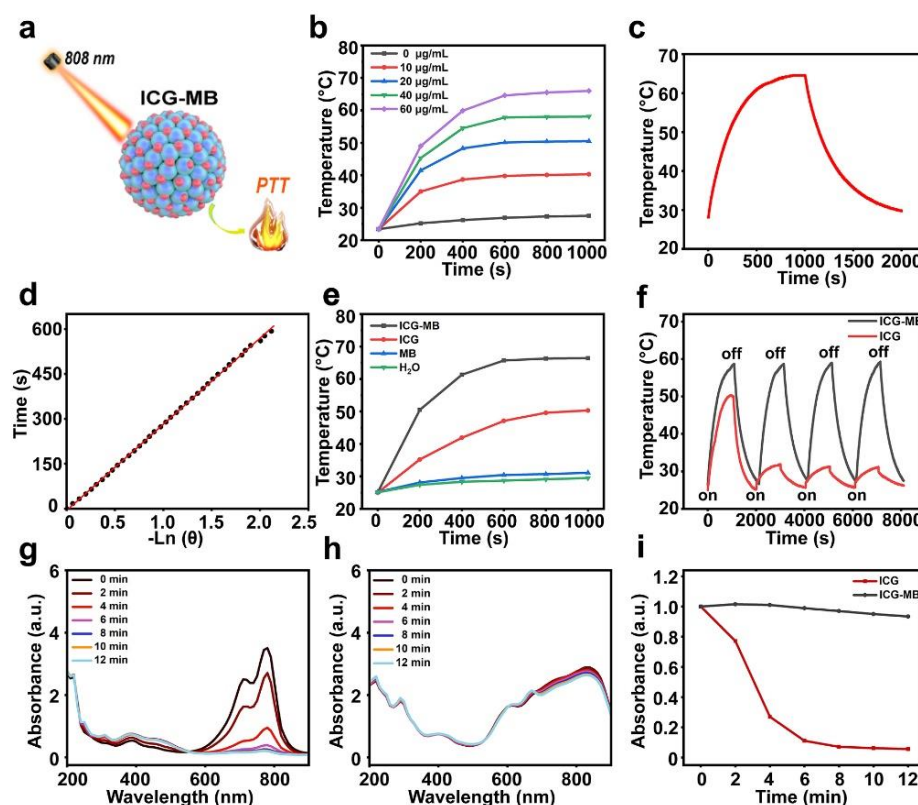 a
808 nm
ICG-MB
PTT
b
Temperature (°C)
80
70
60
50
40
30
20
0 μg/mL
10 μg/mL
20 μg/mL
40 μg/mL
60 μg/mL
0 200 400 600 800 1000
Time (s)
c
Temperature (°C)
70
60
50
40
30
20
0 500 1000 1500 2000
Time (s)
d
Time (s)
600
450
300
150
0
0.0 0.5 1.0 1.5 2.0 2.5
-Ln (θ)
e
Temperature (°C)
80
70
60
50
40
30
20
ICG-MB
ICG
MB
H₂O
0 200 400 600 800 1000
Time (s)
f
Temperature (°C)
80
70
60
50
40
30
20
ICG-MB
ICG
off off off off
on on on on
0 2000 4000 6000 8000
Time (s)
g
Absorbance (a.u.)
6
4
2
0
0 min
2 min
4 min
6 min
8 min
10 min
12 min
200 400 600 800
Wavelength (nm)
h
Absorbance (a.u.)
6
4
2
0
0 min
2 min
4 min
6 min
8 min
10 min
12 min
200 400 600 800
Wavelength (nm)
i
Absorbance (a.u.)
1.2
1.0
0.8
0.6
0.4
0.2
0
ICG
ICG-MB
0 2 4 6 8 10 12
Time (min)